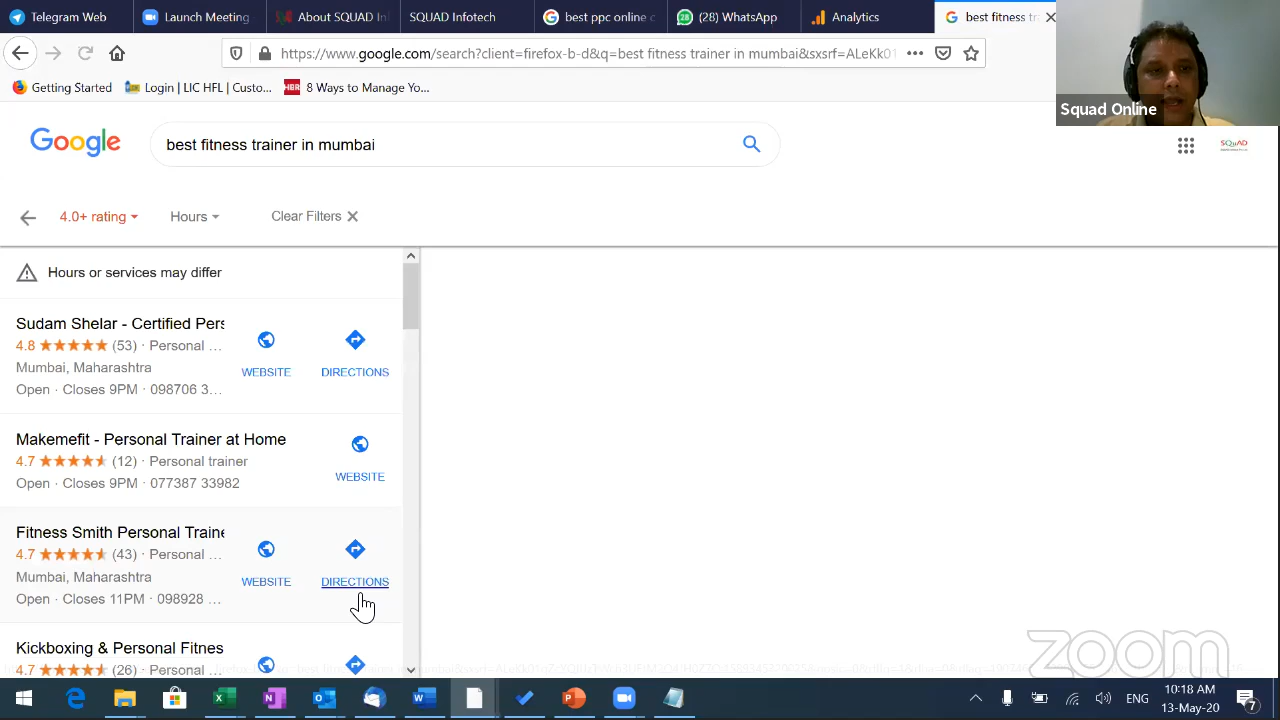 Telegram Web
Launch Meeting
About SQUAD In
SQUAD Infotech
best ppc online c
(28) WhatsApp
Analytics
best fitness tr
https://www.google.com/search?client=firefox-b-d&q=best fitness trainer in mumbai&sxsrf=ALeKk01
Getting Started
Login | LIC HFL | Custo...
HBR
8 Ways to Manage Yo...
Squad Online
Google
best fitness trainer in mumbai
SQuAD
4.0+ rating
Hours
Clear Filters
Hours or services may differ
Sudam Shelar - Certified Pers
4.8 (53) · Personal ...
Mumbai, Maharashtra
Open · Closes 9PM · 098706 3...
WEBSITE
DIRECTIONS
Makemefit - Personal Trainer at Home
4.7 (12) · Personal trainer
Open · Closes 9PM · 077387 33982
WEBSITE
Fitness Smith Personal Traine
4.7 (43) · Personal ...
Mumbai, Maharashtra
Open · Closes 11PM · 098928 ...
WEBSITE
DIRECTIONS
Kickboxing & Personal Fitnes
4.7 (26) · Personal ...
zoom
ENG
10:18 AM
13-May-20
7